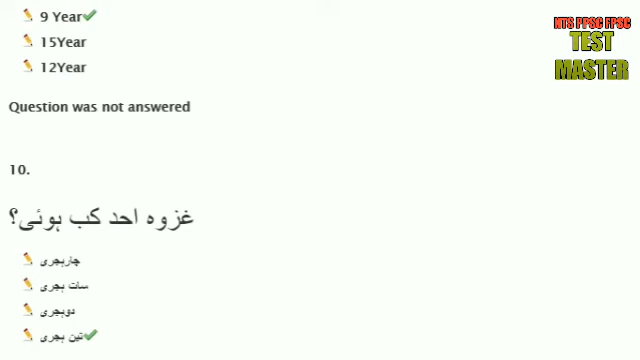 9 Year
15Year
12Year
Question was not answered
10.
غزوہ احد کب ہوئی؟
چارہجری
سات ہجری
دوہجری
تین ہجری
NTS PPSC FPSC
TEST
MASTER